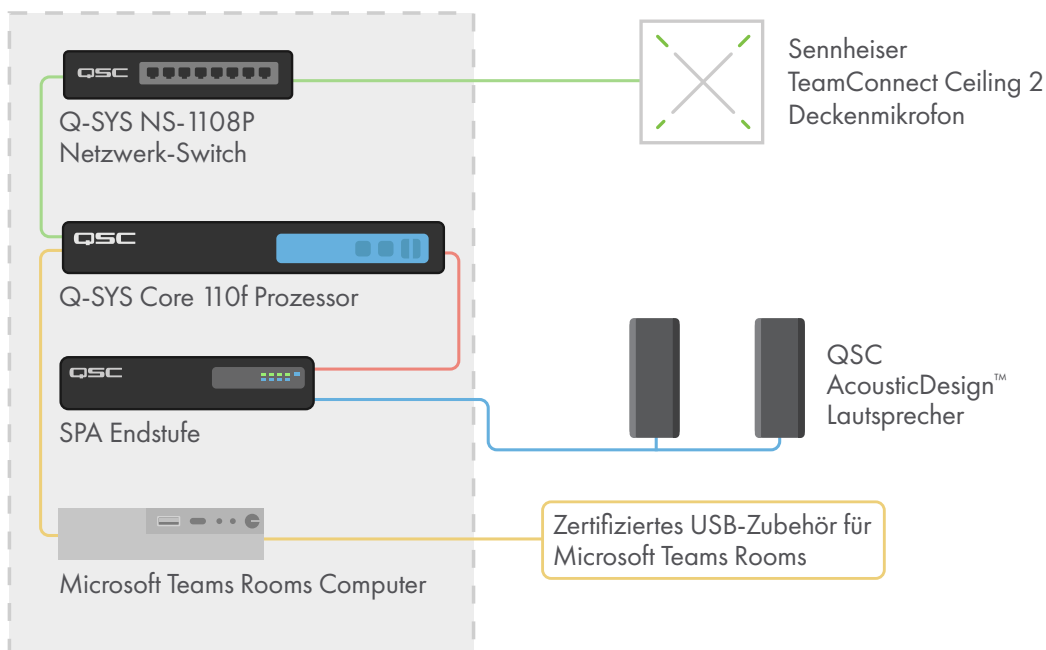 QSC
Q-SYS NS-1108P
Netzwerk-Switch
Sennheiser
TeamConnect Ceiling 2
Deckenmikrofon
QSC
Q-SYS Core 110f Prozessor
QSC
SPA Endstufe
QSC
AcousticDesign™
Lautsprecher
Microsoft Teams Rooms Computer
Zertifiziertes USB-Zubehör für
Microsoft Teams Rooms